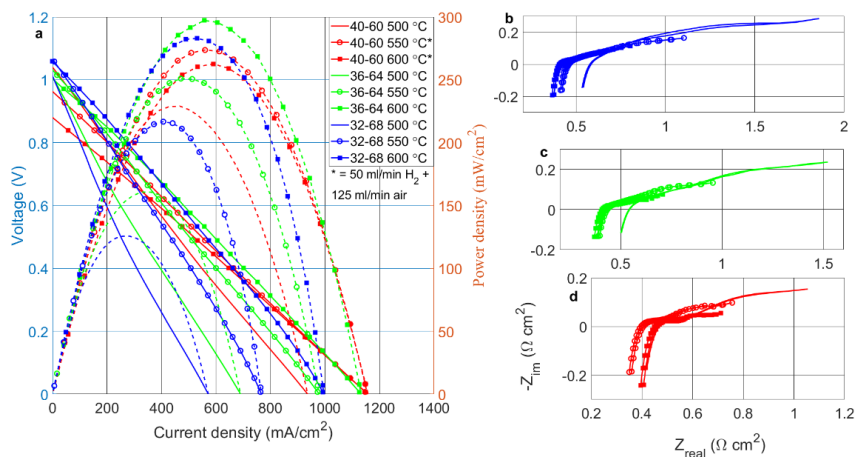 a
1.2
1
0.8
0.6
0.4
0.2
0
Voltage (V)
0
200
400
600
800
1000
1200
1400
Current density (mA/cm²)
300
250
200
150
100
50
0
Power density (mW/cm²)
40-60 500 °C
40-60 550 °C*
40-60 600 °C*
36-64 500 °C
36-64 550 °C
36-64 600 °C
32-68 500 °C
32-68 550 °C
32-68 600 °C
* = 50 ml/min H₂ +
125 ml/min air
b
0.2
0
-0.2
0.5
1
1.5
2
c
0.2
0
-0.2
0.5
1
1.5
d
0.2
0
-0.2
0.2
0.4
0.6
0.8
1
1.2
-Z_im (Ω cm²)
Z_real (Ω cm²)